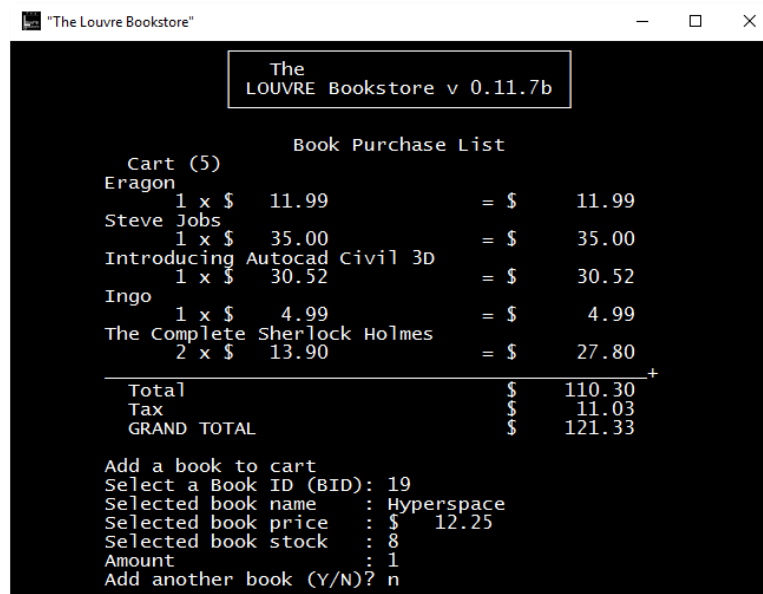 "The Louvre Bookstore"
The
LOUVRE Bookstore v 0.11.7b
Book Purchase List
Cart (5)
Eragon
1 x $ 11.99 = $ 11.99
Steve Jobs
1 x $ 35.00 = $ 35.00
Introducing Autocad Civil 3D
1 x $ 30.52 = $ 30.52
Ingo
1 x $ 4.99 = $ 4.99
The Complete Sherlock Holmes
2 x $ 13.90 = $ 27.80
+
Total $ 110.30
Tax $ 11.03
GRAND TOTAL $ 121.33
Add a book to cart
Select a Book ID (BID): 19
Selected book name : Hyperspace
Selected book price : $ 12.25
Selected book stock : 8
Amount : 1
Add another book (Y/N)? n